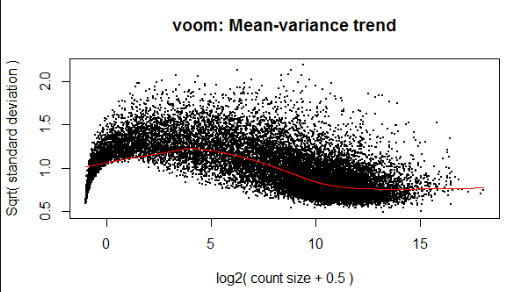 voom: Mean-variance trend
Sqrt( standard deviation )
2.0
1.5
1.0
0.5
0 5 10 15
log2( count size + 0.5 )